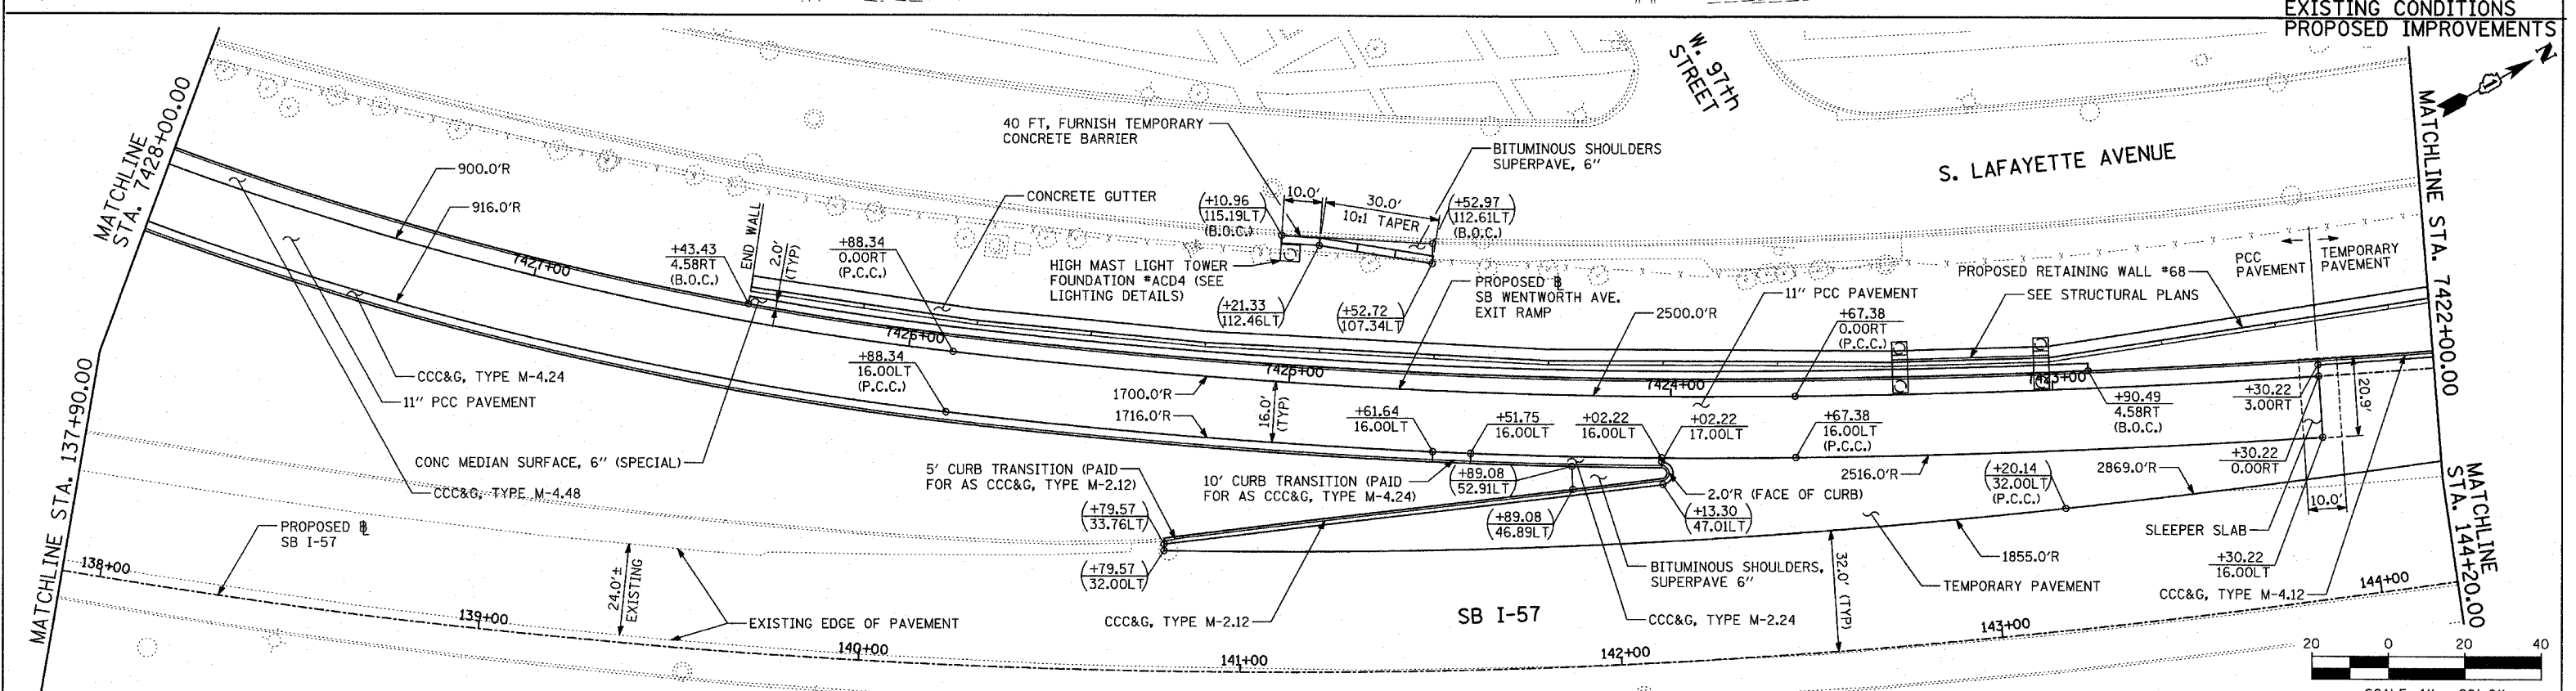 EXISTING CONDITIONS
PROPOSED IMPROVEMENTS
N
MATCHLINE
STA. 7428+00.00
W. 97th
STREET
S. LAFAYETTE AVENUE
MATCHLINE STA. 7422+00.00
40 FT, FURNISH TEMPORARY
CONCRETE BARRIER
BITUMINOUS SHOULDERS
SUPERPAVE, 6"
900.0'R
916.0'R
CONCRETE GUTTER
+10.96
115.19LT
(B.O.C.)
10.0'
30.0'
10:1 TAPER
+52.97
112.61LT
(B.O.C.)
END WALL
2.0'
(TYP)
+43.43
4.58RT
(B.O.C.)
+88.34
0.00RT
(P.C.C.)
7427+00
HIGH MAST LIGHT TOWER
FOUNDATION #ACD4 (SEE
LIGHTING DETAILS)
+21.33
112.46LT
+52.72
107.34LT
PROPOSED ℄
SB WENTWORTH AVE.
EXIT RAMP
11" PCC PAVEMENT
2500.0'R
+67.38
0.00RT
(P.C.C.)
PROPOSED RETAINING WALL #68
SEE STRUCTURAL PLANS
PCC
PAVEMENT
TEMPORARY
PAVEMENT
7426+00
7425+00
7424+00
7423+00
+88.34
16.00LT
(P.C.C.)
CCC&G, TYPE M-4.24
11" PCC PAVEMENT
CONC MEDIAN SURFACE, 6" (SPECIAL)
CCC&G, TYPE M-4.48
1700.0'R
1716.0'R
16.0'
(TYP)
+61.64
16.00LT
+51.75
16.00LT
+02.22
16.00LT
+02.22
17.00LT
+67.38
16.00LT
(P.C.C.)
+90.49
4.58RT
(B.O.C.)
+30.22
3.00RT
20.9'
+30.22
0.00RT
10.0'
5' CURB TRANSITION (PAID
FOR AS CCC&G, TYPE M-2.12)
10' CURB TRANSITION (PAID
FOR AS CCC&G, TYPE M-4.24)
+89.08
52.91LT
2.0'R (FACE OF CURB)
2516.0'R
+20.14
32.00LT
(P.C.C.)
2869.0'R
+79.57
33.76LT
+89.08
46.89LT
+13.30
47.01LT
SLEEPER SLAB
+30.22
16.00LT
+79.57
32.00LT
BITUMINOUS SHOULDERS,
SUPERPAVE 6"
1855.0'R
TEMPORARY PAVEMENT
CCC&G, TYPE M-4.12
CCC&G, TYPE M-2.12
CCC&G, TYPE M-2.24
32.0' (TYP)
SB I-57
MATCHLINE STA. 137+90.00
PROPOSED ℄
SB I-57
24.0'±
EXISTING
EXISTING EDGE OF PAVEMENT
138+00
139+00
140+00
141+00
142+00
143+00
144+00
MATCHLINE
STA. 144+20.00
20 0 20 40